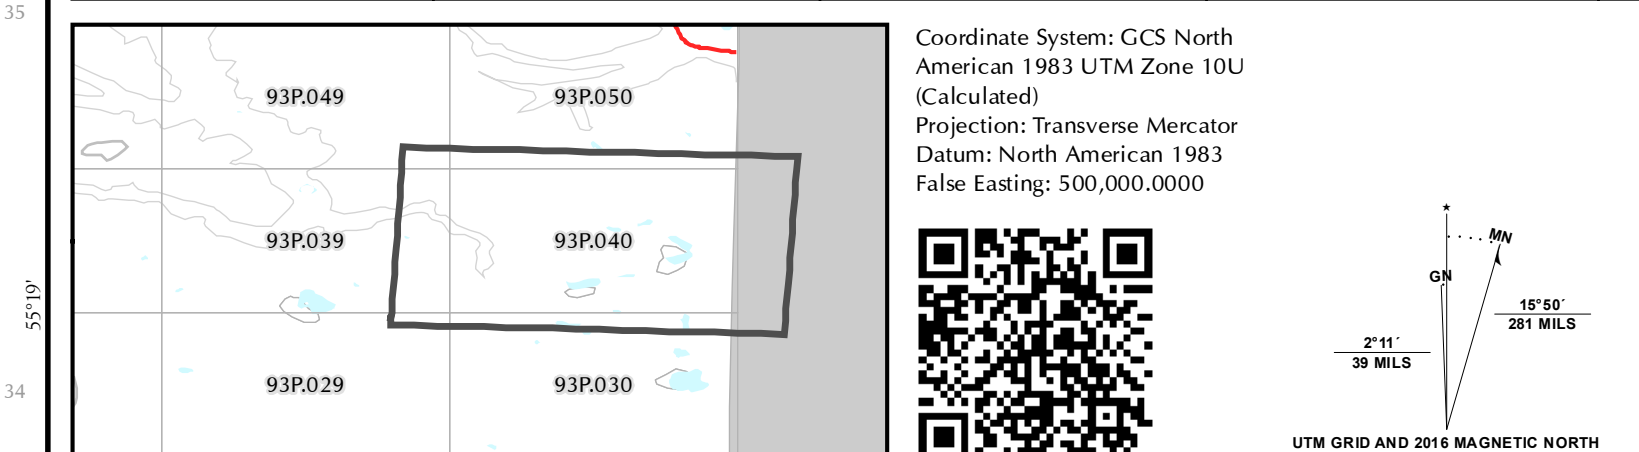 35
93P.049
93P.050
93P.039
93P.040
93P.029
93P.030
55°19'
34
Coordinate System: GCS North
American 1983 UTM Zone 10U
(Calculated)
Projection: Transverse Mercator
Datum: North American 1983
False Easting: 500,000.0000
MN
GN
15°50´
281 MILS
2°11´
39 MILS
UTM GRID AND 2016 MAGNETIC NORTH